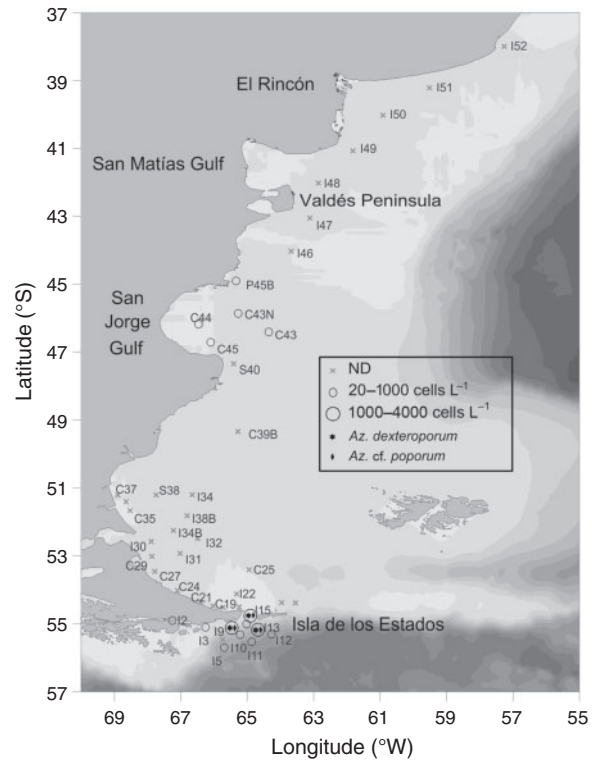 37
39
41
43
45
47
49
51
53
55
57
Latitude (°S)
I52
El Rincón
I51
I50
San Matías Gulf
I49
I48
Valdés Peninsula
I47
I46
P45B
San
Jorge
Gulf
C44
C43N
C43
C45
S40
ND
20–1000 cells L⁻¹
1000–4000 cells L⁻¹
Az. dexteroporum
Az. cf. poporum
C39B
C37
S38
I34
C35
I38B
I34B
I30
I32
I31
C29
C27
C25
C24
C21
I22
C19
I15
Isla de los Estados
I2
I3
I9
I13
I10
I12
I11
I5
69
67
65
63
61
59
57
55
Longitude (°W)